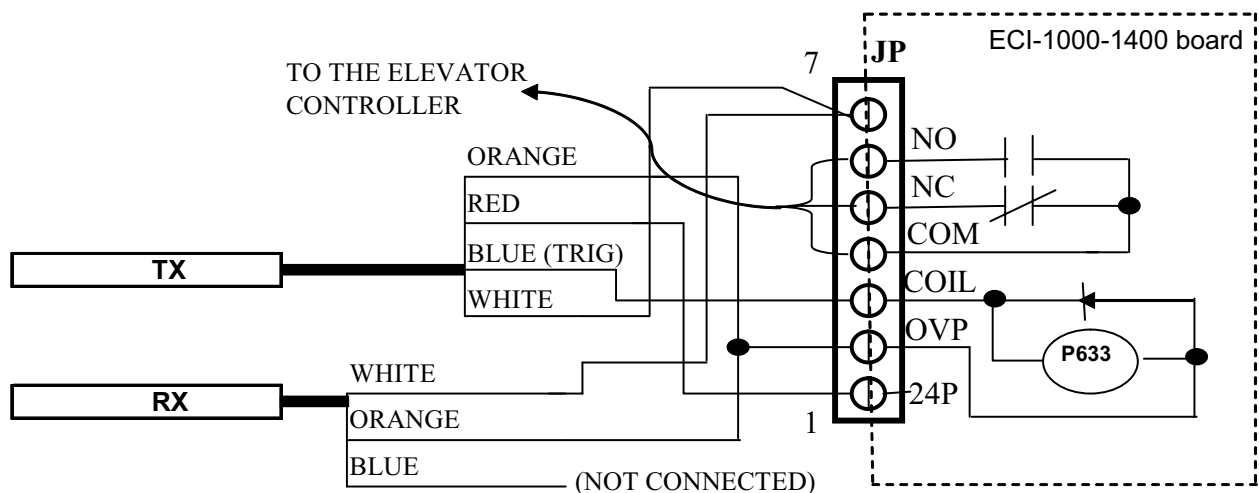 ECI-1000-1400 board
JP
7
TO THE ELEVATOR
CONTROLLER
NO
ORANGE
NC
RED
COM
BLUE (TRIG)
TX
COIL
WHITE
OVP
P633
WHITE
24P
RX
ORANGE
1
BLUE
(NOT CONNECTED)